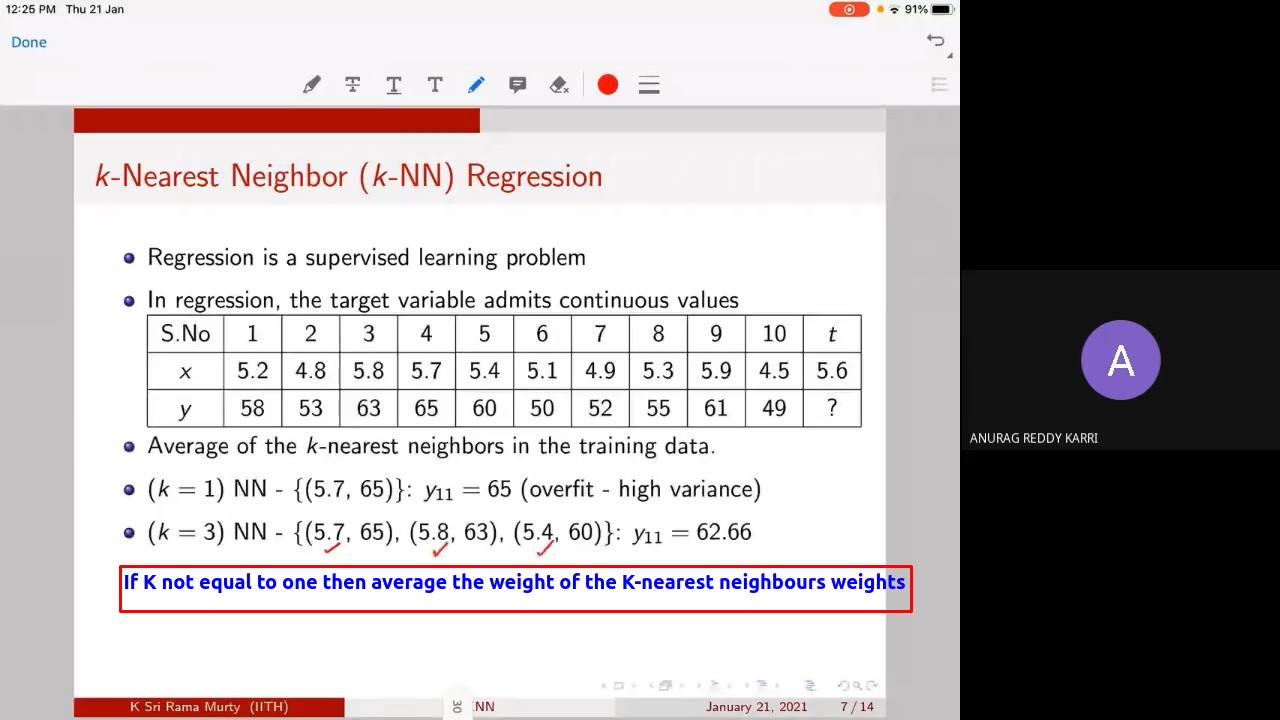 12:25 PM Thu 21 Jan
91%
Done
k-Nearest Neighbor (k-NN) Regression
Regression is a supervised learning problem
In regression, the target variable admits continuous values
S.No 1 2 3 4 5 6 7 8 9 10 t
x 5.2 4.8 5.8 5.7 5.4 5.1 4.9 5.3 5.9 4.5 5.6
y 58 53 63 65 60 50 52 55 61 49 ?
Average of the k-nearest neighbors in the training data.
(k = 1) NN - {(5.7, 65)}: y₁₁ = 65 (overfit - high variance)
(k = 3) NN - {(5.7, 65), (5.8, 63), (5.4, 60)}: y₁₁ = 62.66
If K not equal to one then average the weight of the K-nearest neighbours weights
K Sri Rama Murty (IITH)
30
NN
January 21, 2021
7 / 14
A
ANURAG REDDY KARRI